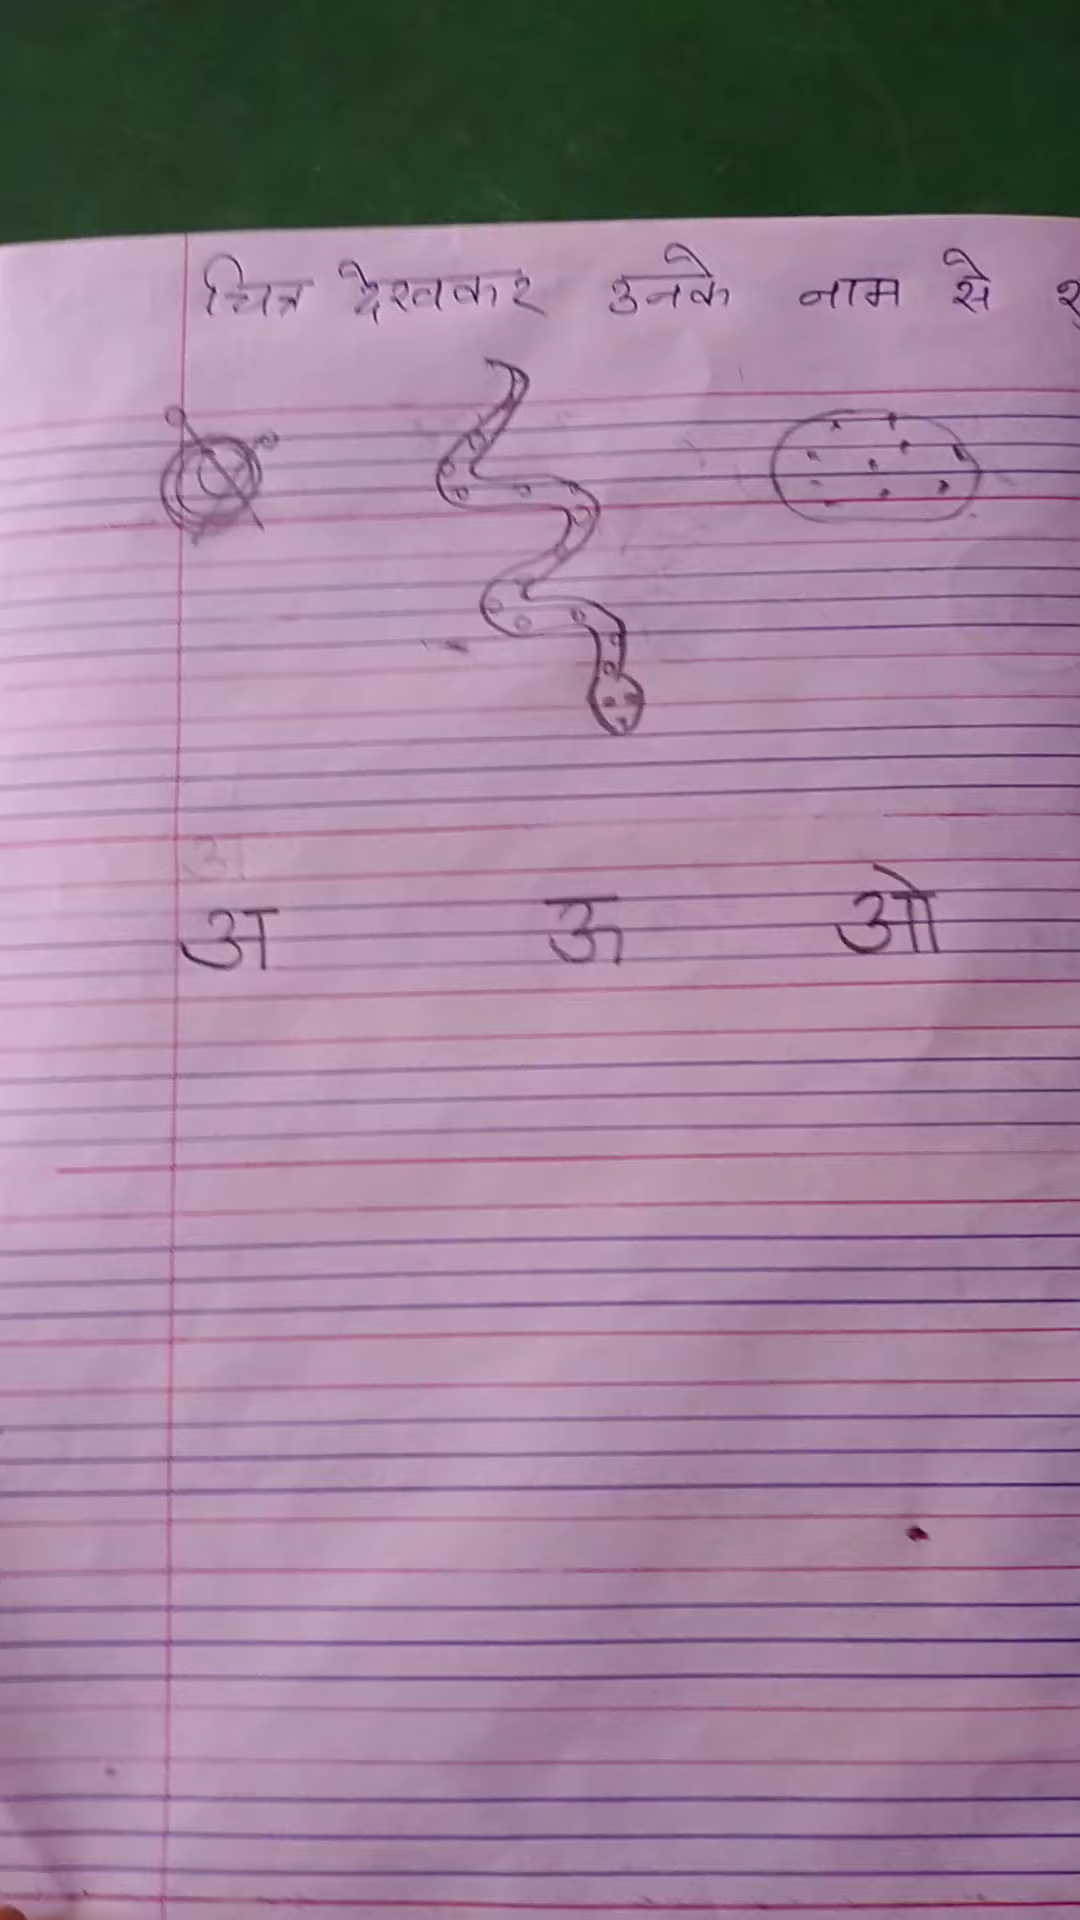 चित्र देखकर उनके नाम से
अ ऊ ओ